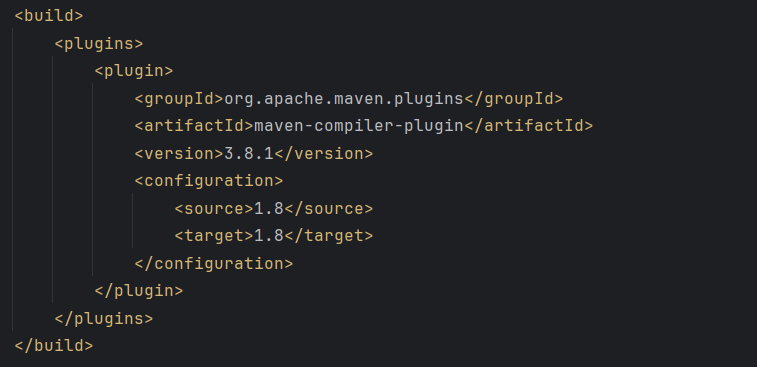 <build>
<plugins>
<plugin>
<groupId>org.apache.maven.plugins</groupId>
<artifactId>maven-compiler-plugin</artifactId>
<version>3.8.1</version>
<configuration>
<source>1.8</source>
<target>1.8</target>
</configuration>
</plugin>
</plugins>
</build>